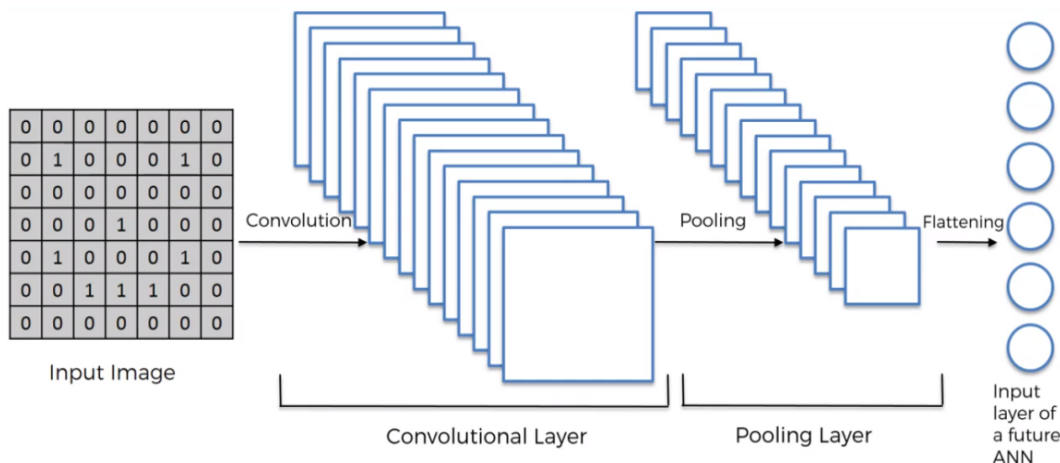 0 0 0 0 0 0 0
0 1 0 0 0 1 0
0 0 0 0 0 0 0
0 0 0 1 0 0 0
0 1 0 0 0 1 0
0 0 1 1 1 0 0
0 0 0 0 0 0 0
Input Image
Convolution
Convolutional Layer
Pooling
Pooling Layer
Flattening
Input
layer of
a future
ANN